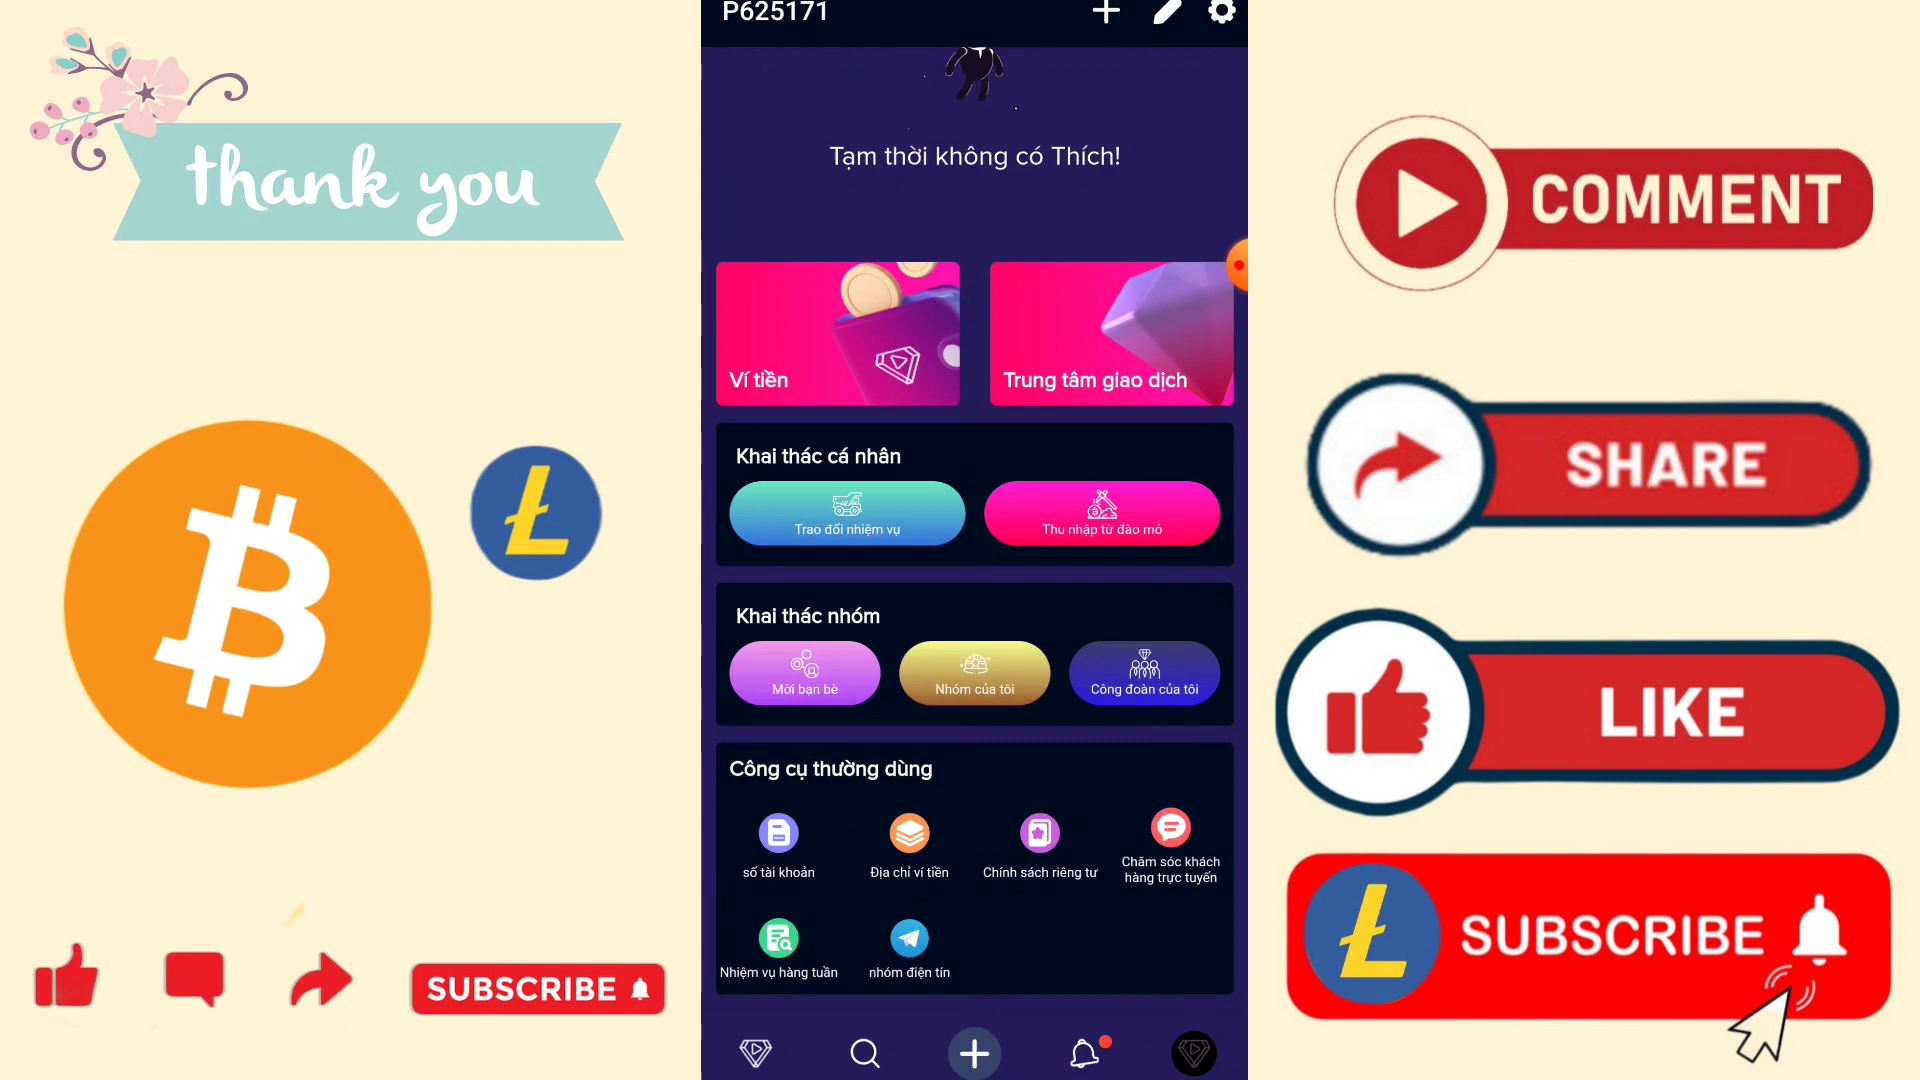 thank you
SUBSCRIBE
P625171
Tạm thời không có Thích!
Ví tiền
Trung tâm giao dịch
Khai thác cá nhân
Trao đổi nhiệm vụ
Thu nhập từ đào mỏ
Khai thác nhóm
Mời bạn bè
Nhóm của tôi
Công đoàn của tôi
Công cụ thường dùng
số tài khoản
Địa chỉ ví tiền
Chính sách riêng tư
Chăm sóc khách
hàng trực tuyến
Nhiệm vụ hàng tuần
nhóm điện tín
COMMENT
SHARE
LIKE
SUBSCRIBE